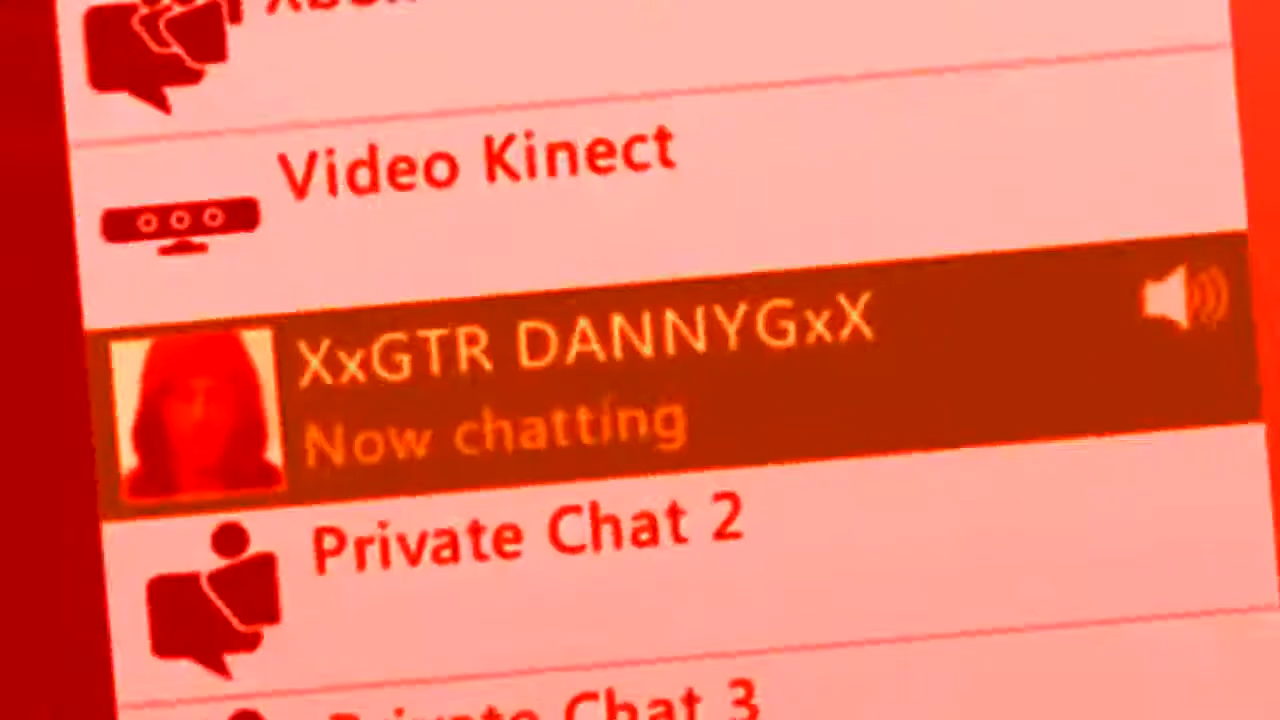 Video Kinect
XxGTR DANNYGxX
Now chatting
Private Chat 2
Private Chat 3